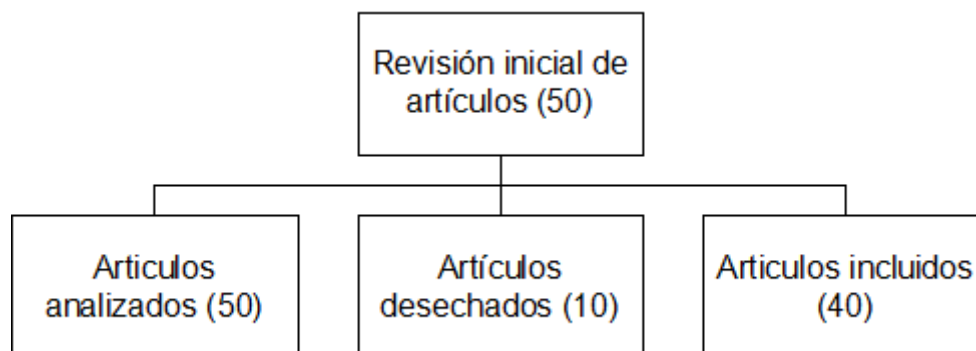 Revisión inicial de
artículos (50)
Articulos
analizados (50)
Artículos
desechados (10)
Articulos incluidos
(40)